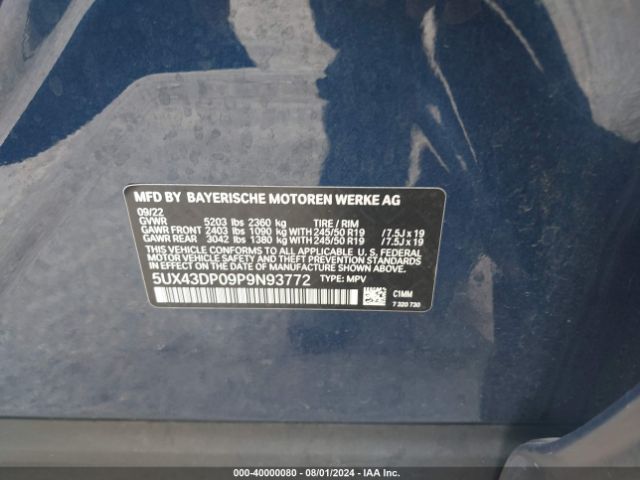 MFD BY BAYERISCHE MOTOREN WERKE AG
09/22
GVWR 5203 lbs 2360 kg TIRE / RIM
GAWR FRONT 2403 lbs 1090 kg WITH 245/50 R19 /7.5J x 19
GAWR REAR 3042 lbs 1380 kg WITH 245/50 R19 /7.5J x 19
THIS VEHICLE CONFORMS TO ALL APPLICABLE U. S. FEDERAL
MOTOR VEHICLE SAFETY STANDARDS IN EFFECT ON THE
DATE OF MANUFACTURE SHOWN ABOVE.
5UX43DP09P9N93772 TYPE: MPV
C1MM
7 320 730
000-40000080 - 08/01/2024 - IAA Inc.